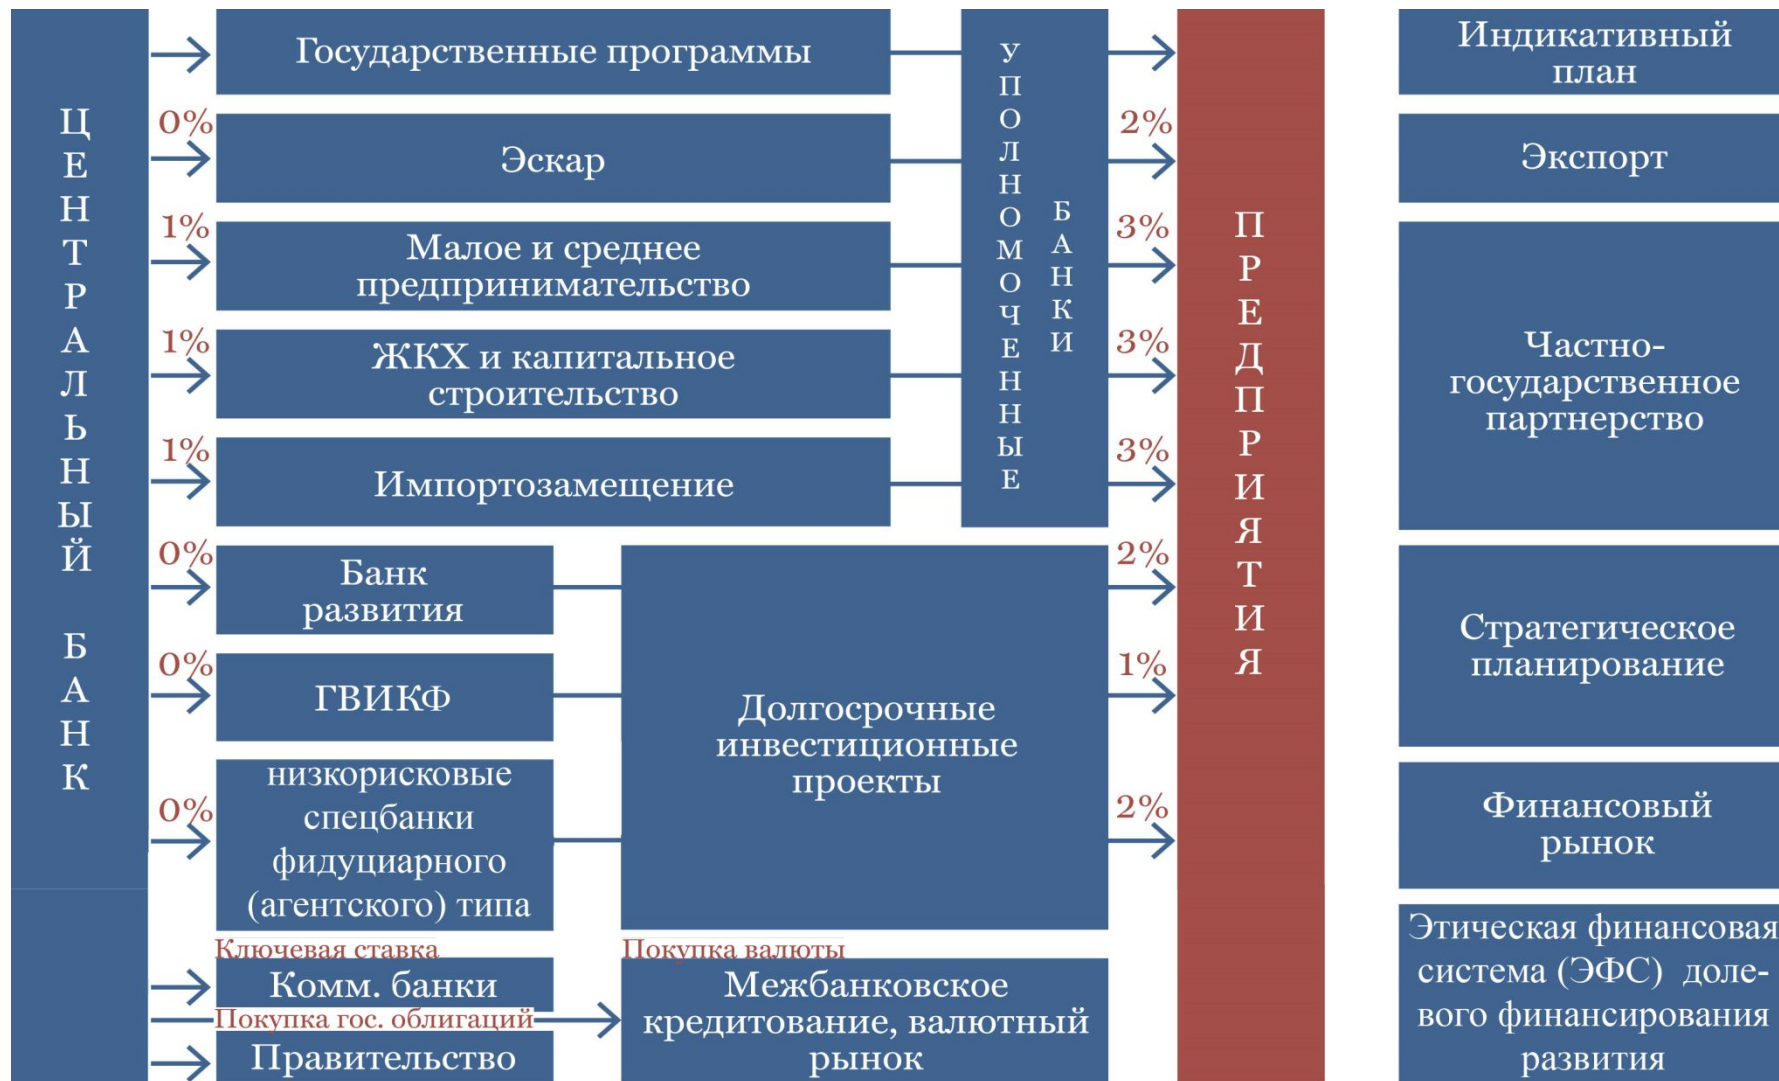 ЦЕНТРАЛЬНЫЙ БАНК
Государственные программы
0%
Эскар
1%
Малое и среднее
предпринимательство
1%
ЖКХ и капитальное
строительство
1%
Импортозамещение
0%
Банк
развития
0%
ГВИКФ
0%
низкорисковые
спецбанки
фидуциарного
(агентского) типа
Ключевая ставка
Комм. банки
Покупка гос. облигаций
Правительство
УПОЛНОМОЧЕННЫЕ
БАНКИ
Долгосрочные
инвестиционные
проекты
Покупка валюты
Межбанковское
кредитование, валютный
рынок
2%
3%
3%
3%
2%
1%
2%
ПРЕДПРИЯТИЯ
Индикативный
план
Экспорт
Частно-
государственное
партнерство
Стратегическое
планирование
Финансовый
рынок
Этическая финансовая
система (ЭФС) доле-
вого финансирования
развития